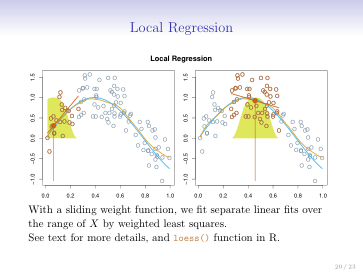 Local Regression
Local Regression
1.5
1.0
0.5
0.0
−0.5
−1.0
0.0 0.2 0.4 0.6 0.8 1.0
1.5
1.0
0.5
0.0
−0.5
−1.0
0.0 0.2 0.4 0.6 0.8 1.0
With a sliding weight function, we fit separate linear fits over
the range of X by weighted least squares.
See text for more details, and loess() function in R.
20 / 23